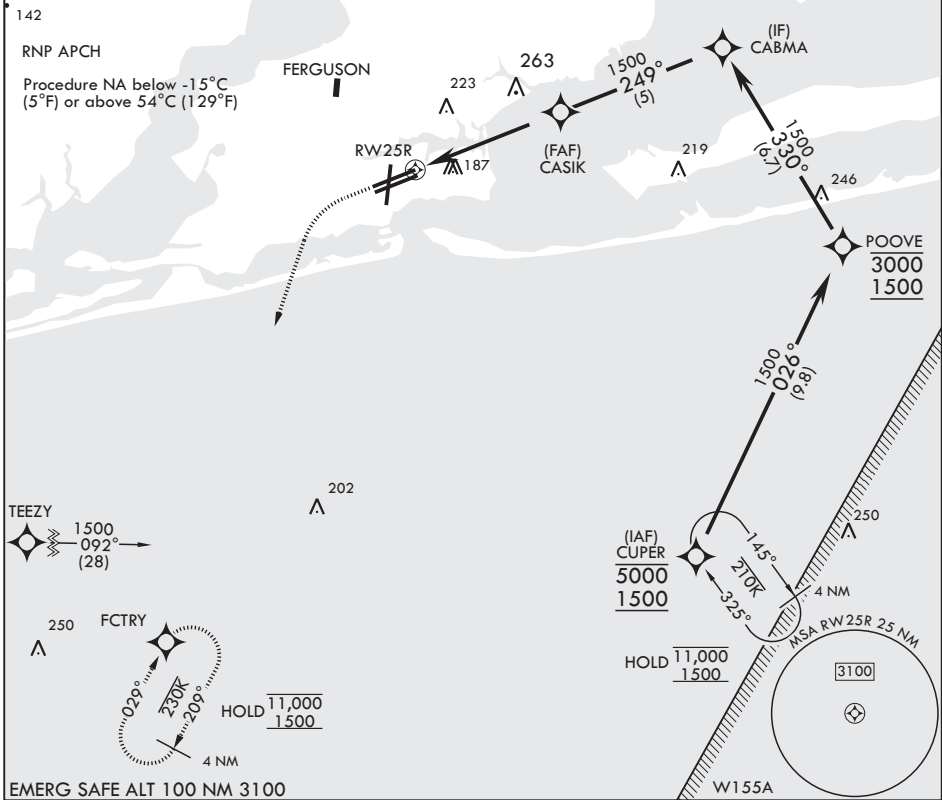 142
RNP APCH
Procedure NA below -15°C
(5°F) or above 54°C (129°F)
FERGUSON
223
263
1500
249°
(5)
(IF)
CABMA
RW25R
187
(FAF)
CASIK
219
1500
330°
(6.7)
246
POOVE
3000
1500
1500
026°
(9.8)
202
TEEZY
1500
092°
(28)
(IAF)
CUPER
5000
1500
145°
210K
325°
4 NM
250
HOLD 11,000
1500
250
FCTRY
029°
230K
209°
HOLD 11,000
1500
4 NM
MSA RW25R 25 NM
3100
EMERG SAFE ALT 100 NM 3100
W155A